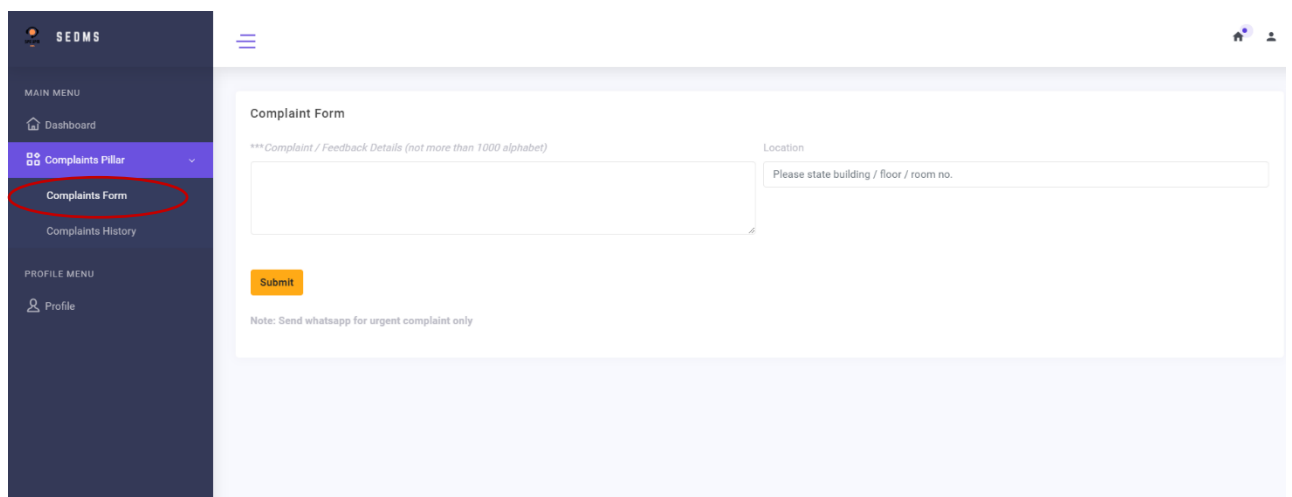 SEDMS
MAIN MENU
Dashboard
Complaints Pillar
Complaints Form
Complaints History
PROFILE MENU
Profile
Complaint Form
***Complaint / Feedback Details (not more than 1000 alphabet)
Location
Please state building / floor / room no.
Submit
Note: Send whatsapp for urgent complaint only